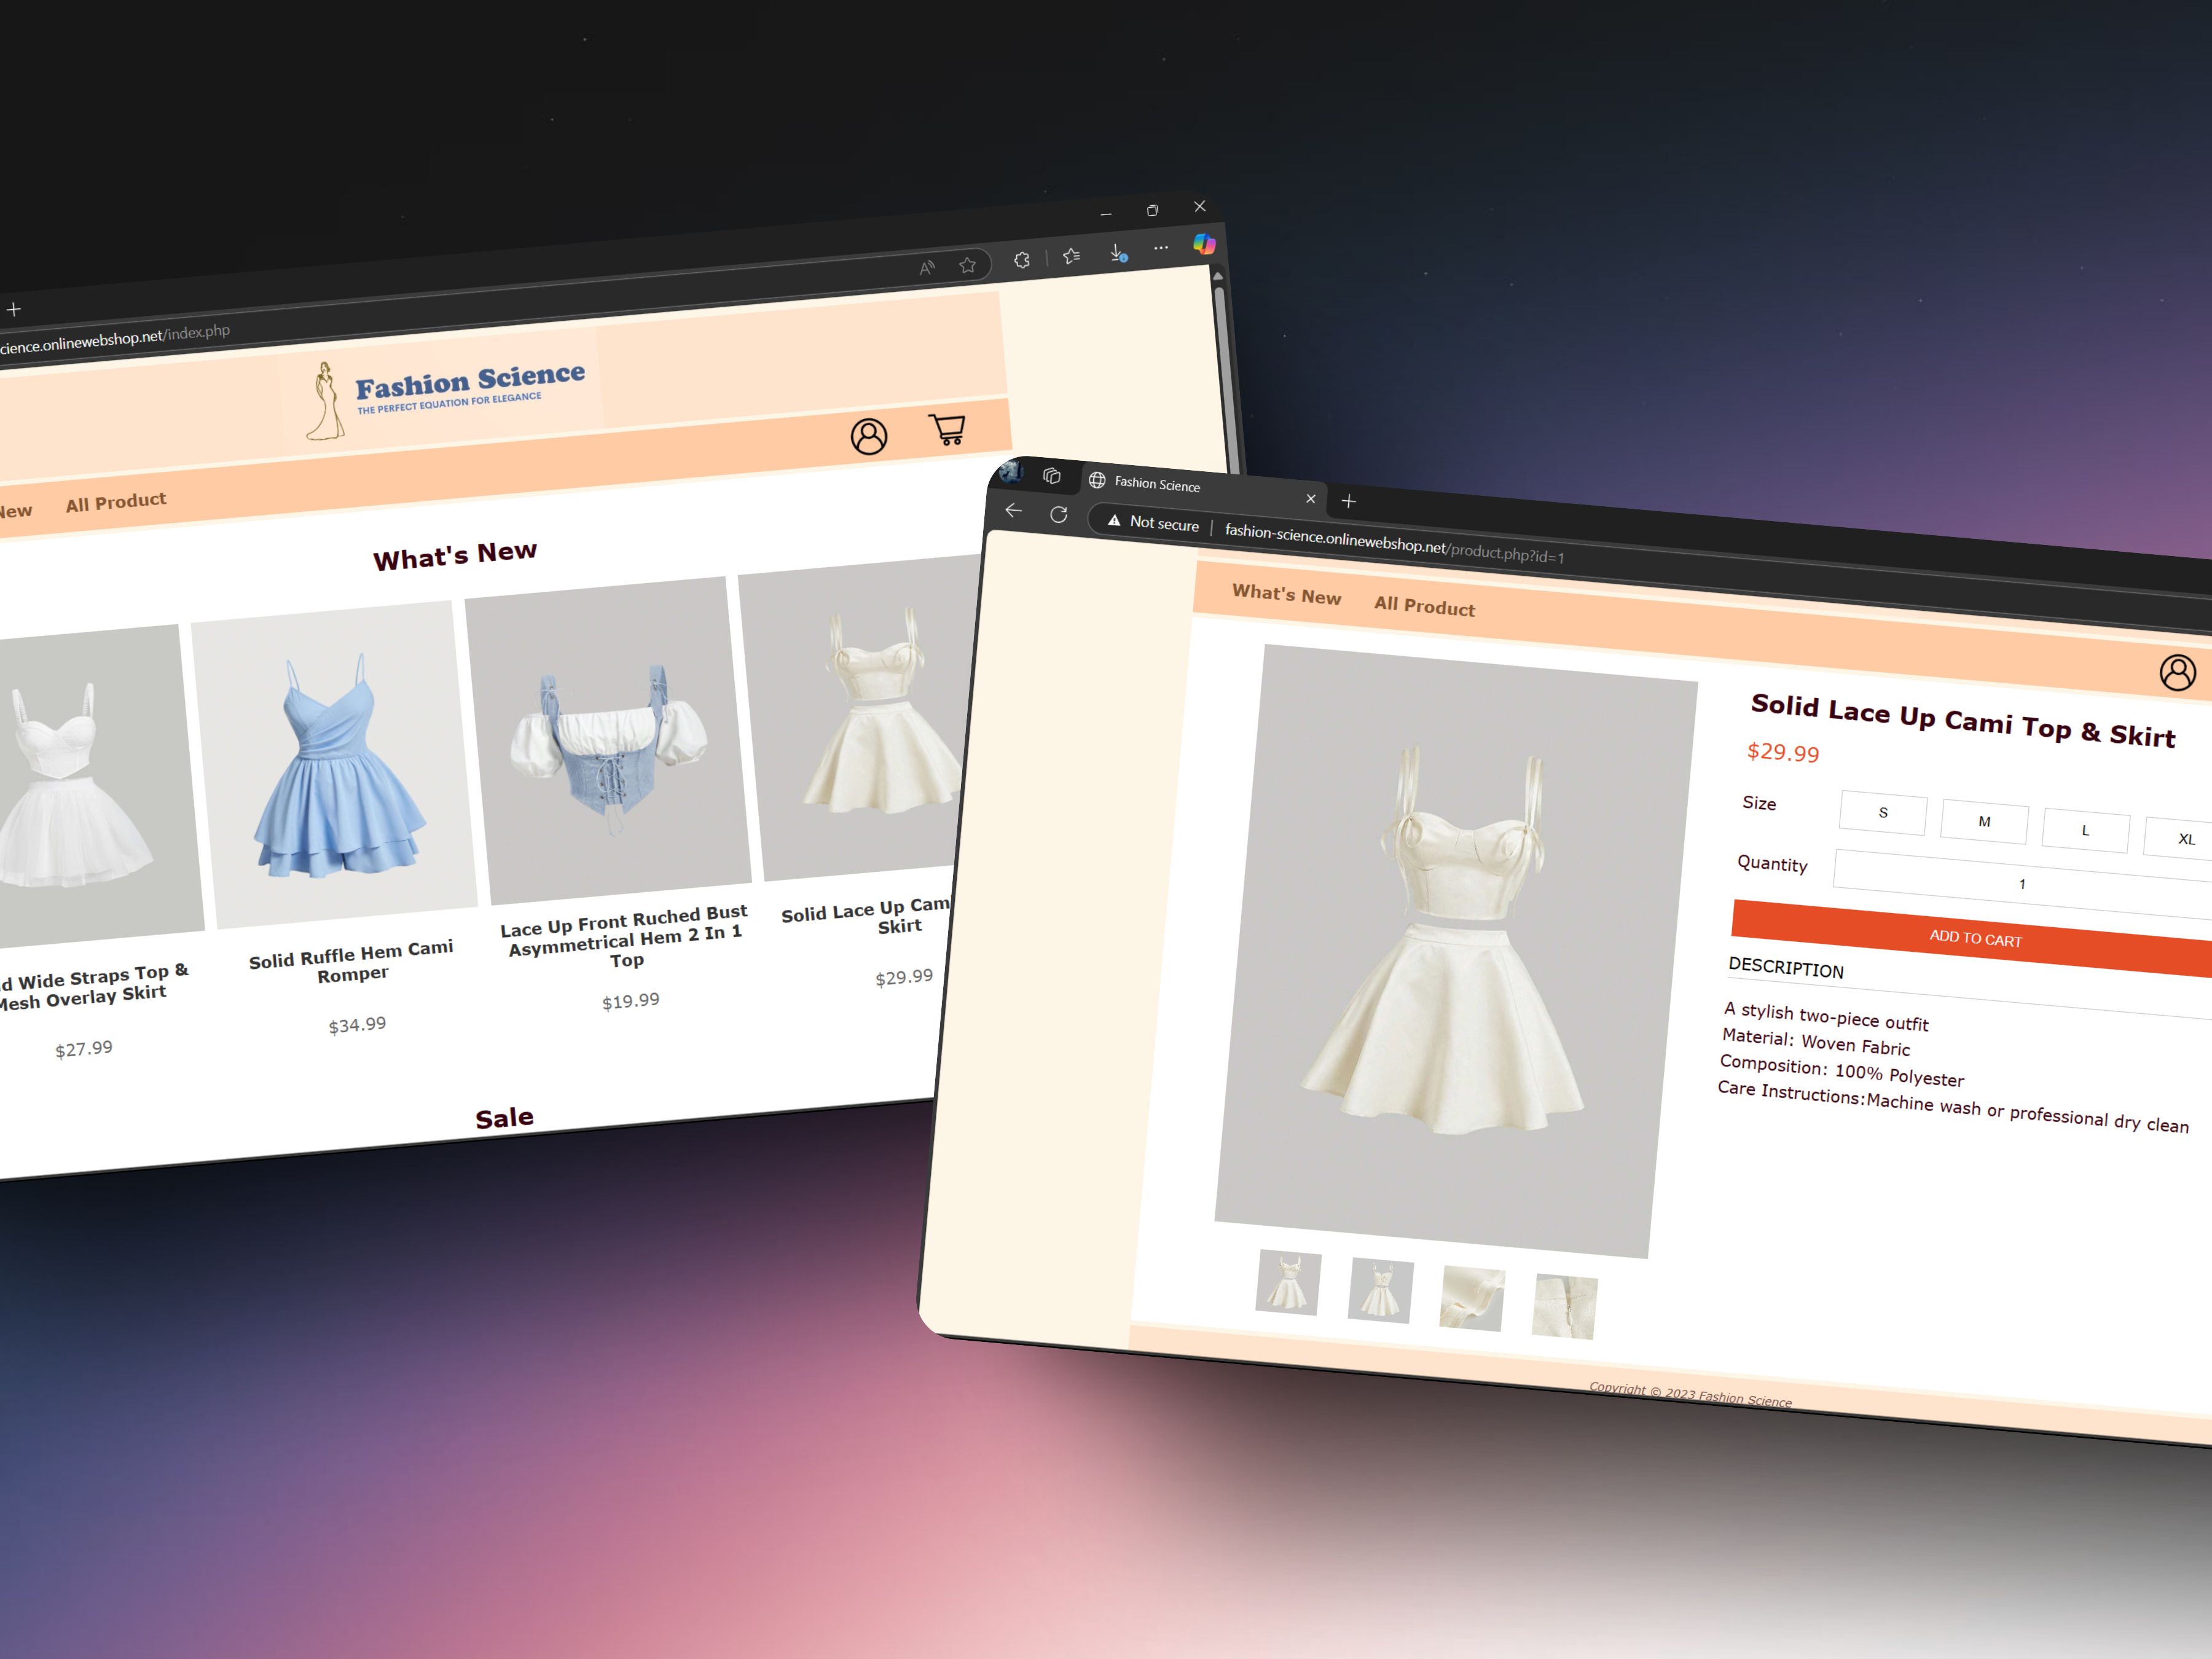 cience.onlinewebshop.net/index.php
Fashion Science
THE PERFECT EQUATION FOR ELEGANCE
New All Product
What's New
d Wide Straps Top &
Mesh Overlay Skirt
$27.99
Solid Ruffle Hem Cami
Romper
$34.99
Lace Up Front Ruched Bust
Asymmetrical Hem 2 In 1
Top
$19.99
Solid Lace Up Cam
Skirt
$29.99
Sale
Fashion Science
Not secure fashion-science.onlinewebshop.net/product.php?id=1
What's New All Product
Solid Lace Up Cami Top & Skirt
$29.99
Size S M L XL
Quantity 1
ADD TO CART
DESCRIPTION
A stylish two-piece outfit
Material: Woven Fabric
Composition: 100% Polyester
Care Instructions:Machine wash or professional dry clean
Copyright © 2023 Fashion Science